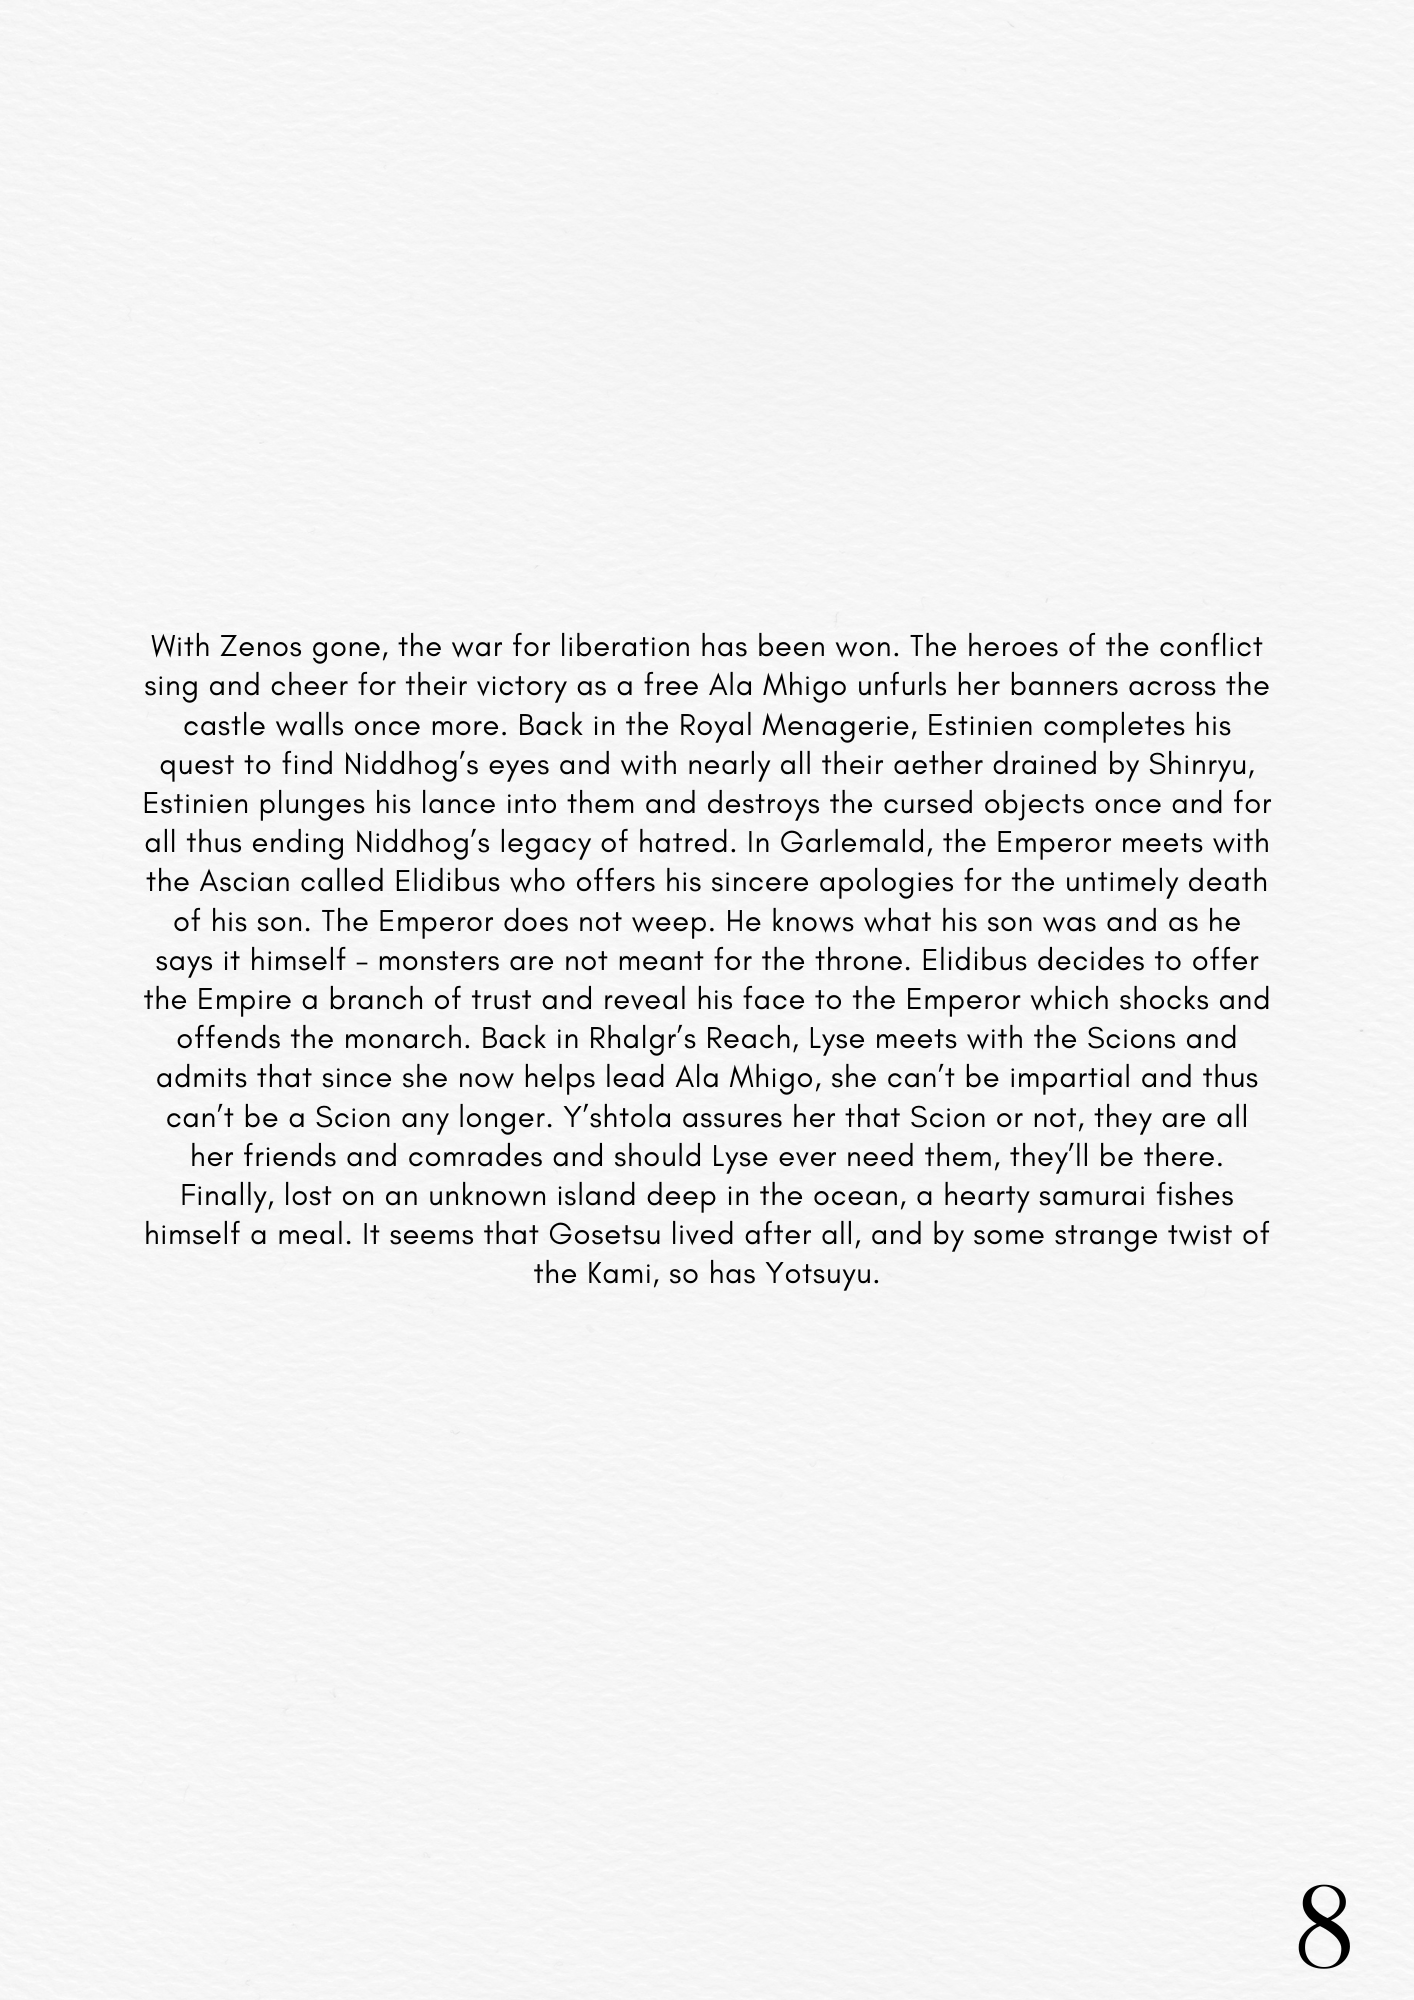 With Zenos gone, the war for liberation has been won. The heroes of the conflict
sing and cheer for their victory as a free Ala Mhigo unfurls her banners across the
castle walls once more. Back in the Royal Menagerie, Estinien completes his
quest to find Niddhog’s eyes and with nearly all their aether drained by Shinryu,
Estinien plunges his lance into them and destroys the cursed objects once and for
all thus ending Niddhog’s legacy of hatred. In Garlemald, the Emperor meets with
the Ascian called Elidibus who offers his sincere apologies for the untimely death
of his son. The Emperor does not weep. He knows what his son was and as he
says it himself – monsters are not meant for the throne. Elidibus decides to offer
the Empire a branch of trust and reveal his face to the Emperor which shocks and
offends the monarch. Back in Rhalgr’s Reach, Lyse meets with the Scions and
admits that since she now helps lead Ala Mhigo, she can’t be impartial and thus
can’t be a Scion any longer. Y’shtola assures her that Scion or not, they are all
her friends and comrades and should Lyse ever need them, they’ll be there.
Finally, lost on an unknown island deep in the ocean, a hearty samurai fishes
himself a meal. It seems that Gosetsu lived after all, and by some strange twist of
the Kami, so has Yotsuyu.
8